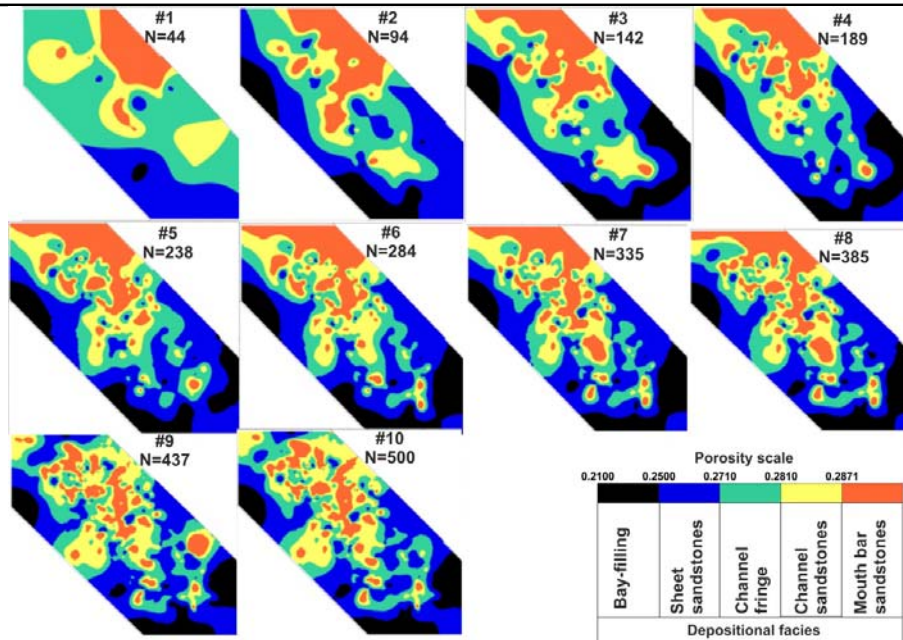 #1
N=44
#2
N=94
#3
N=142
#4
N=189
#5
N=238
#6
N=284
#7
N=335
#8
N=385
#9
N=437
#10
N=500
Porosity scale
0.2100 0.2500 0.2710 0.2810 0.2871
Bay-filling
Sheet
sandstones
Channel
fringe
Channel
sandstones
Mouth bar
sandstones
Depositional facies